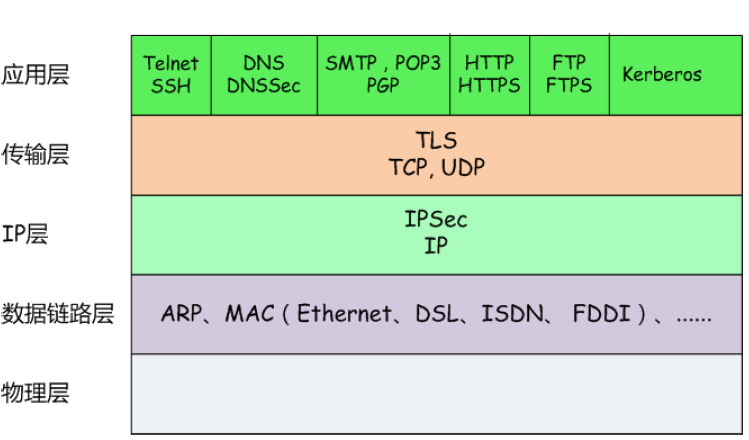 应用层
Telnet
SSH
DNS
DNSSec
SMTP , POP3
PGP
HTTP
HTTPS
FTP
FTPS
Kerberos
传输层
TLS
TCP, UDP
IP层
IPSec
IP
数据链路层
ARP、MAC ( Ethernet、DSL、ISDN、 FDDI ) 、......
物理层